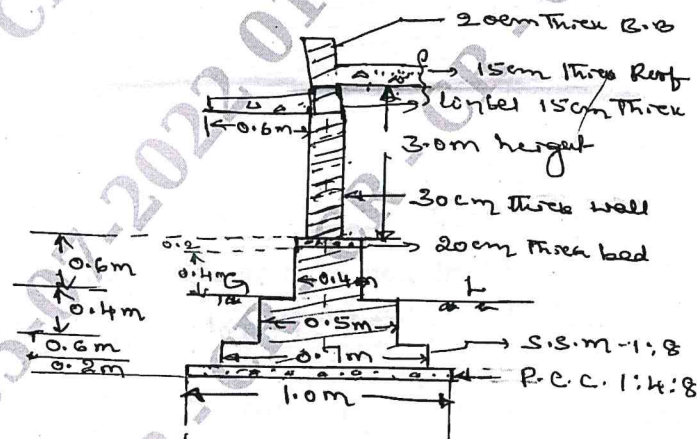 20cm Thick B.B
15cm Thick Roof
Lintel 15cm Thick
0.6m
3.0m height
30cm Thick wall
20cm Thick bed
0.2
0.6m
0.4m
G
0.4m
L
0.4m
0.5m
0.6m
0.7m
S.S.M-1:8
0.2m
P.C.C. 1:4:8
1.0m